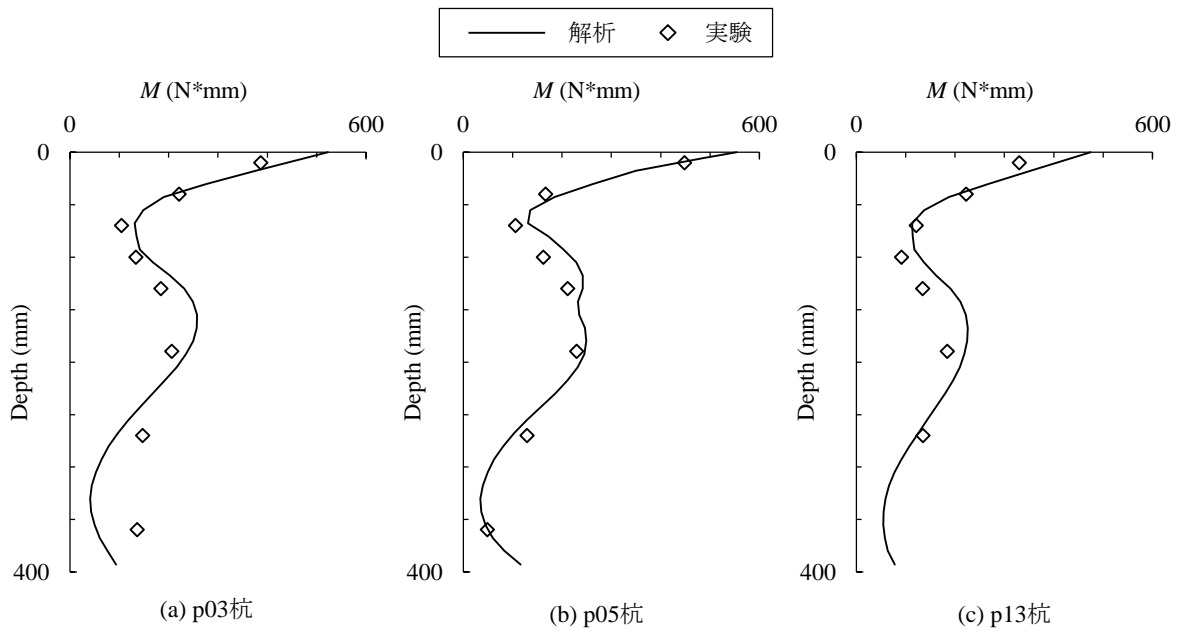 解析 実験
M (N*mm) M (N*mm) M (N*mm)
0 600 0 600 0 600
0 0 0
Depth (mm) Depth (mm) Depth (mm)
400 400 400
(a) p03杭 (b) p05杭 (c) p13杭